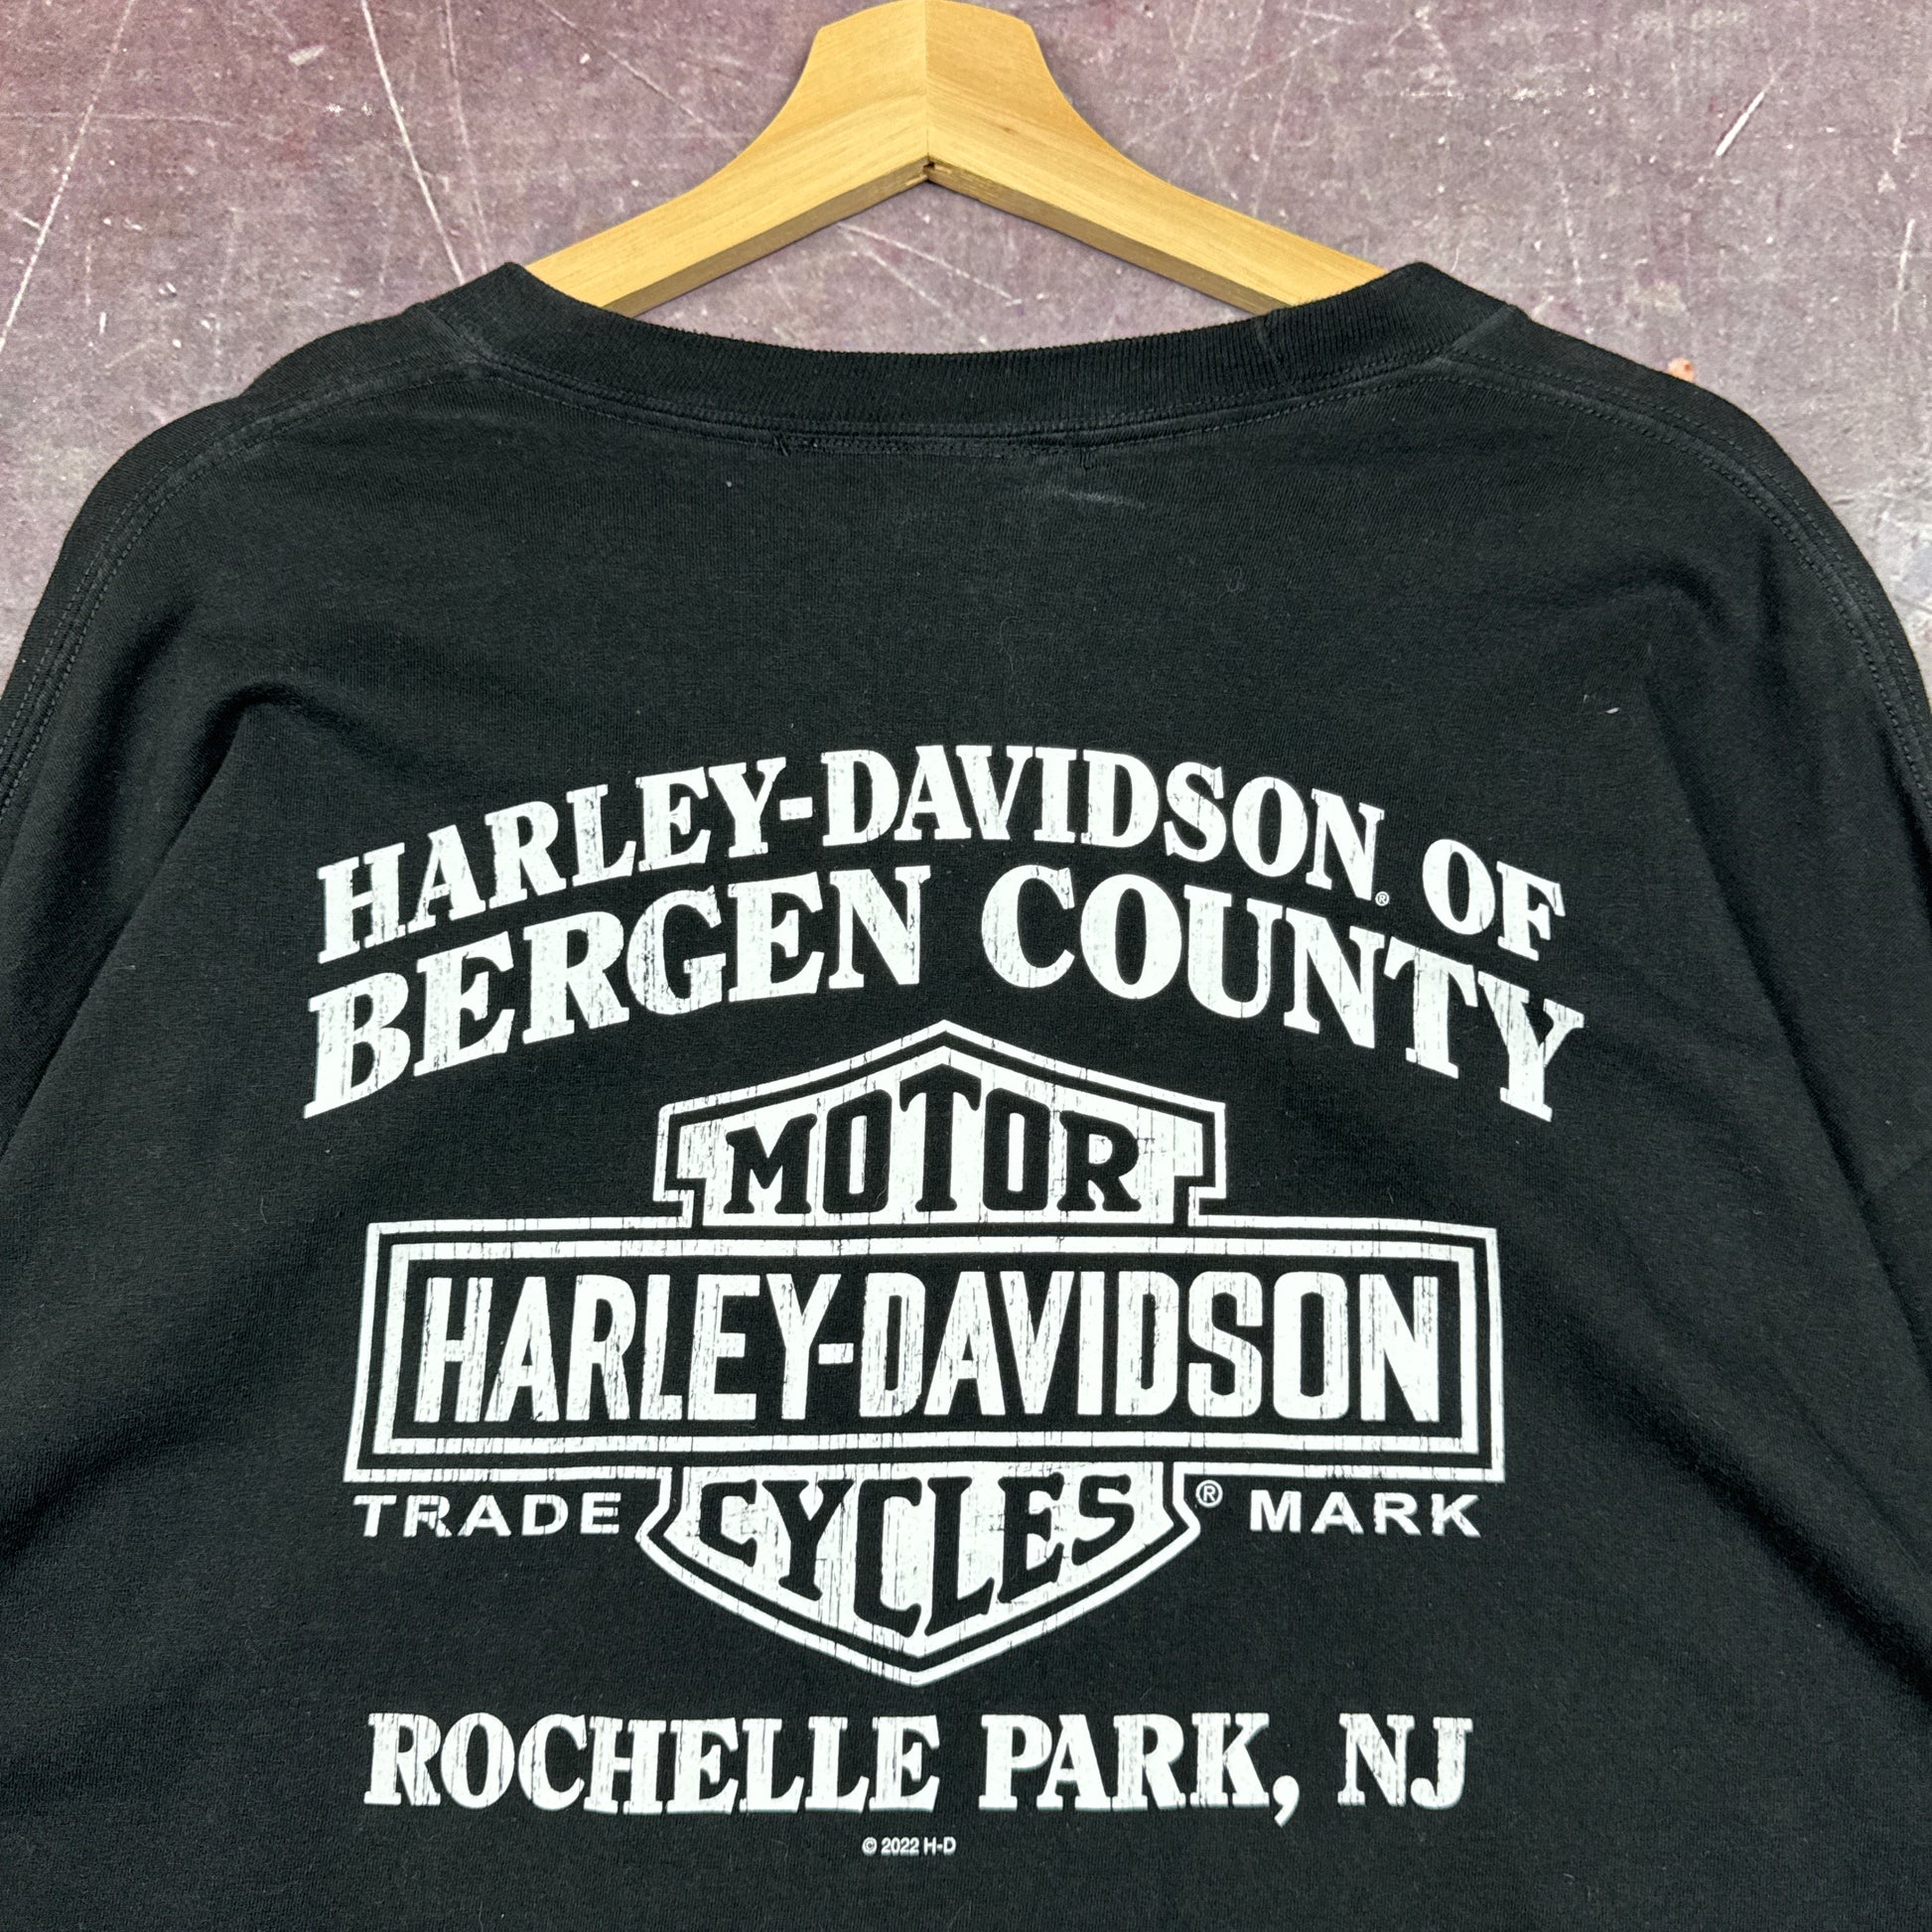 HARLEY-DAVIDSON® OF
BERGEN COUNTY
MOTOR
HARLEY-DAVIDSON
TRADE CYCLES ® MARK
ROCHELLE PARK, NJ
© 2022 H-D